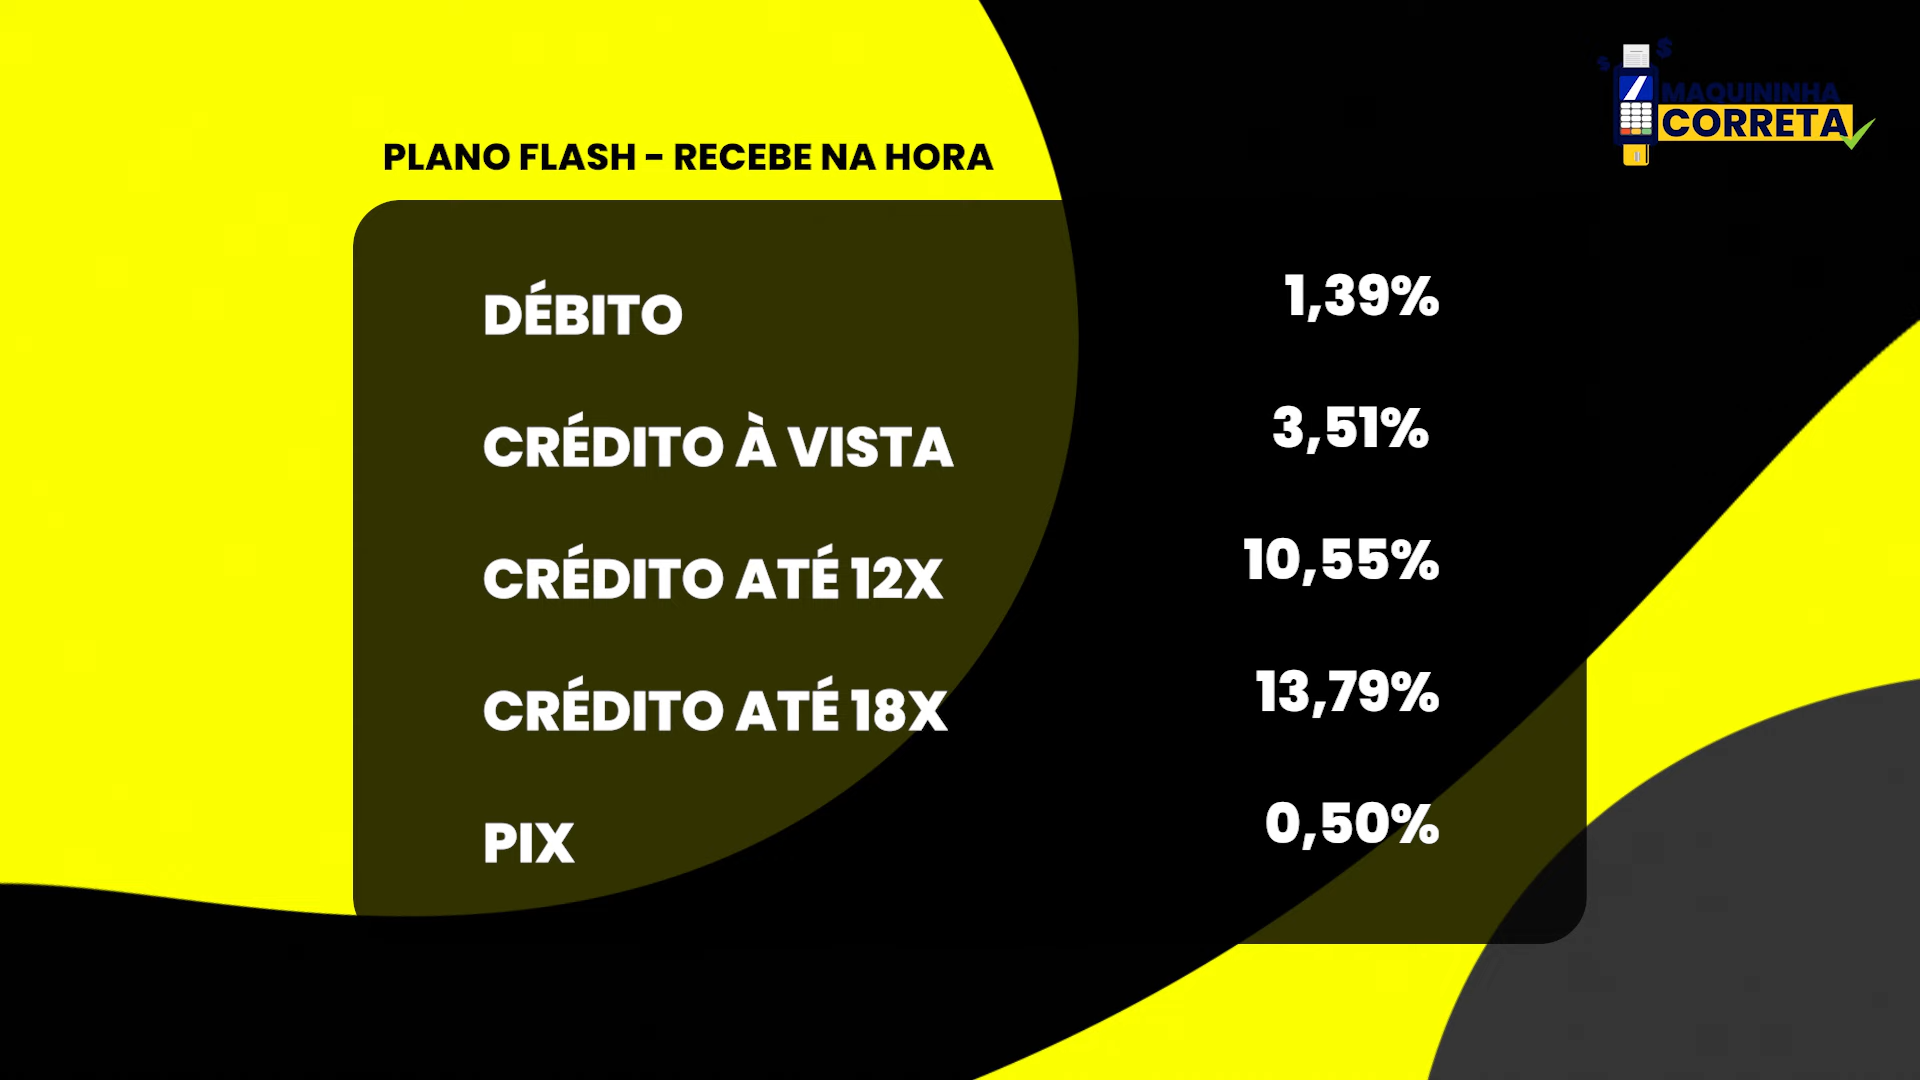 MAQUININHA
CORRETA
PLANO FLASH - RECEBE NA HORA
DÉBITO 1,39%
CRÉDITO À VISTA 3,51%
CRÉDITO ATÉ 12X 10,55%
CRÉDITO ATÉ 18X 13,79%
PIX 0,50%